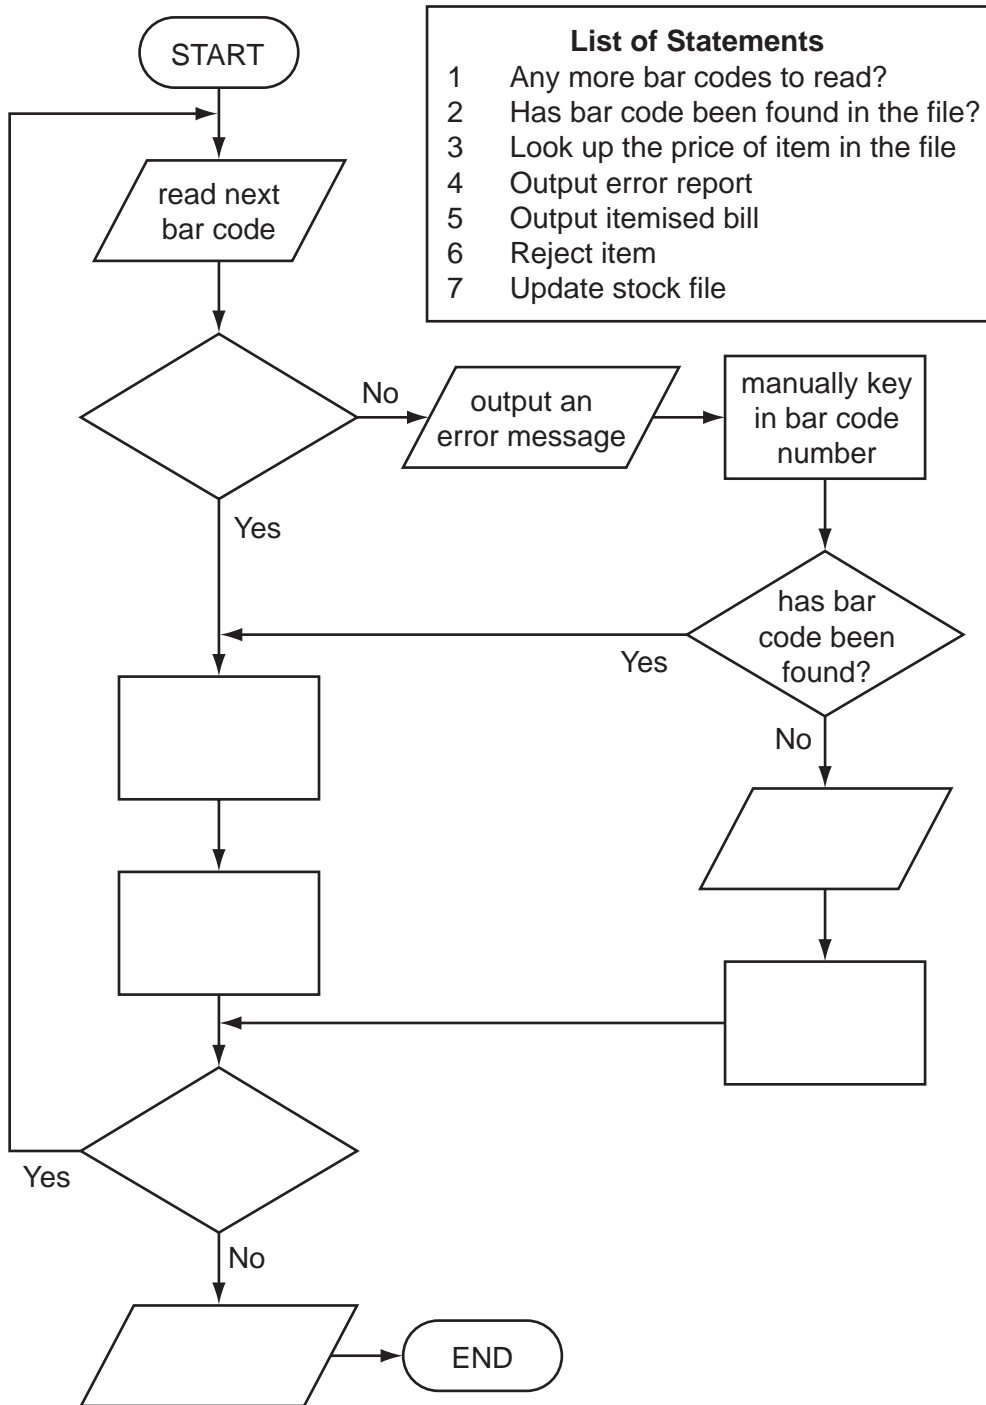 START
List of Statements
1 Any more bar codes to read?
2 Has bar code been found in the file?
3 Look up the price of item in the file
4 Output error report
5 Output itemised bill
6 Reject item
7 Update stock file
read next
bar code
No
output an
error message
manually key
in bar code
number
Yes
has bar
code been
found?
Yes
No
Yes
No
END